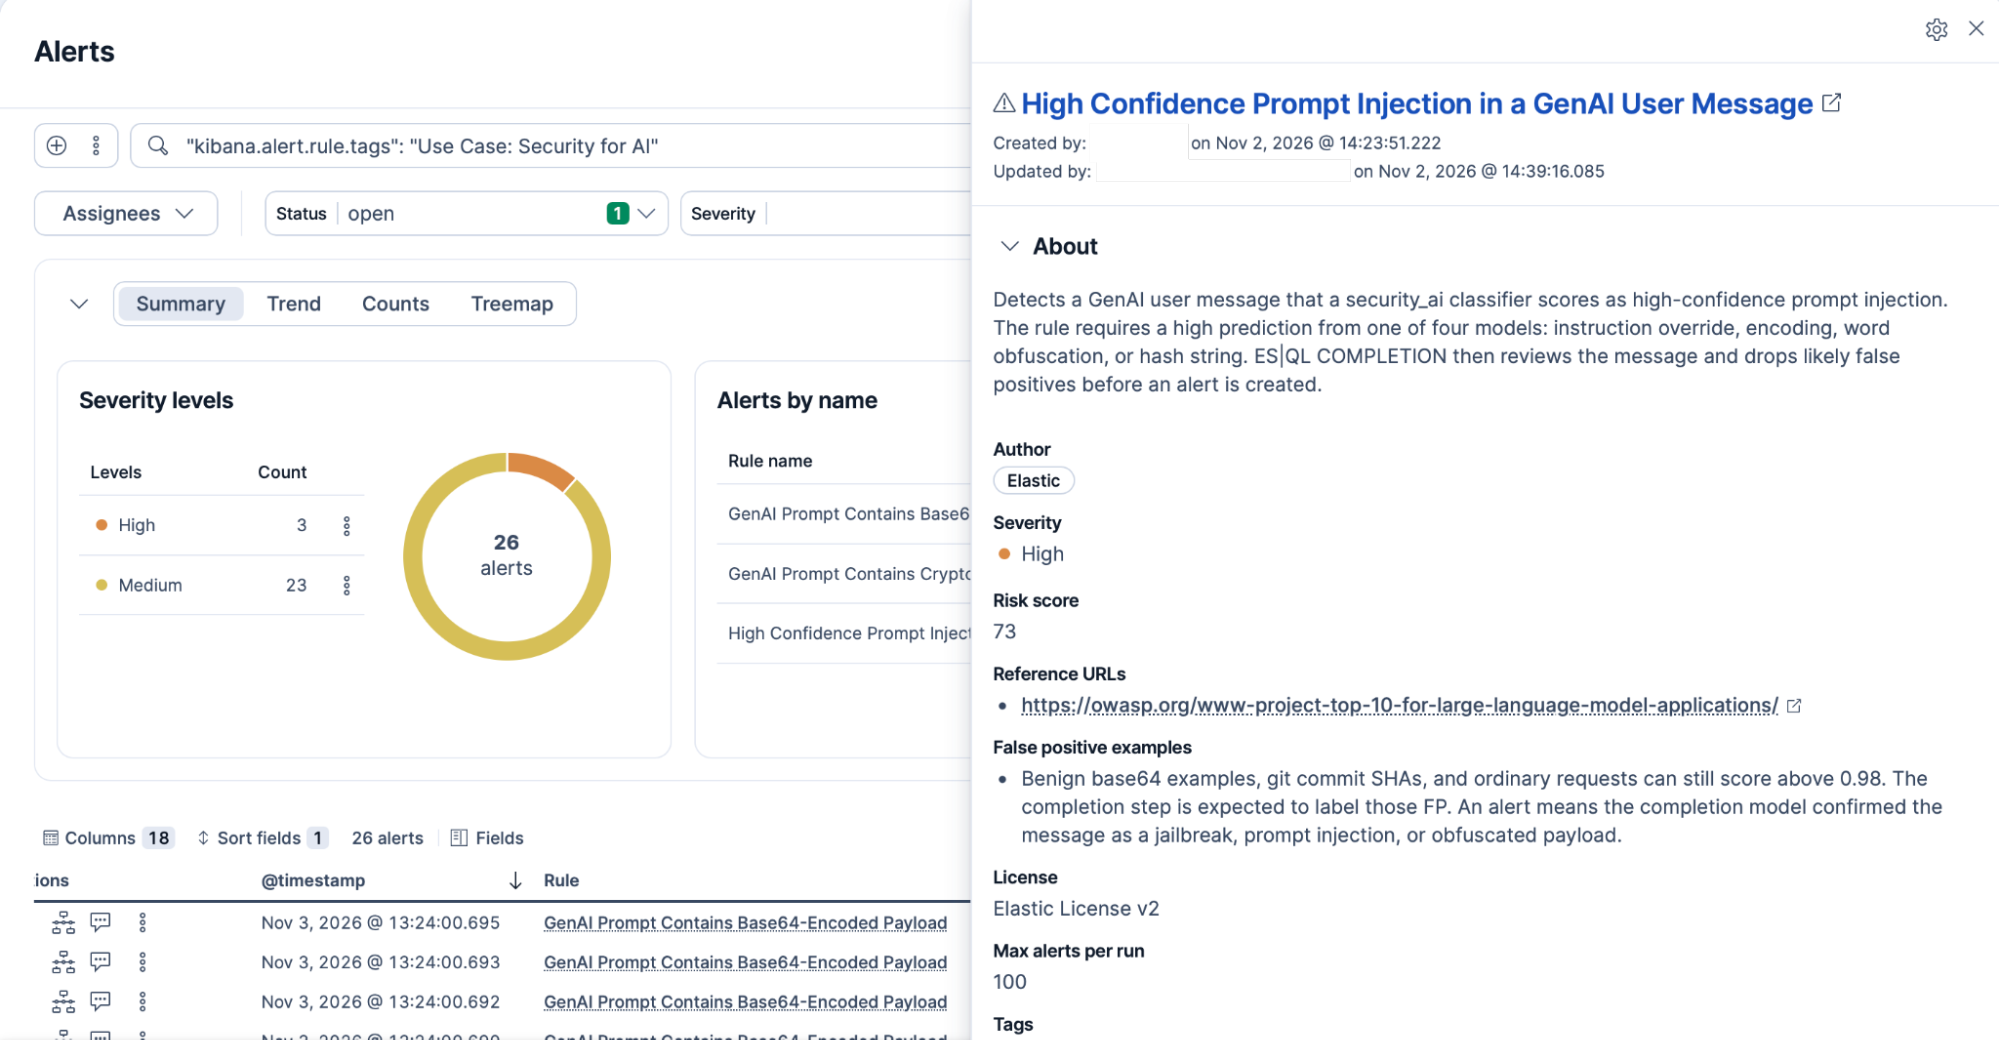 Alerts
"kibana.alert.rule.tags": "Use Case: Security for AI"
Assignees
Status open 1
Severity
Summary Trend Counts Treemap
Severity levels
Levels Count
High 3
Medium 23
26
alerts
Alerts by name
Rule name
GenAI Prompt Contains Base6
GenAI Prompt Contains Crypto
High Confidence Prompt Inject
Columns 18 Sort fields 1 26 alerts Fields
ions @timestamp Rule
Nov 3, 2026 @ 13:24:00.695 GenAI Prompt Contains Base64-Encoded Payload
Nov 3, 2026 @ 13:24:00.693 GenAI Prompt Contains Base64-Encoded Payload
Nov 3, 2026 @ 13:24:00.692 GenAI Prompt Contains Base64-Encoded Payload
GenAI Prompt Contains Base64-Encoded Payload
High Confidence Prompt Injection in a GenAI User Message
Created by: on Nov 2, 2026 @ 14:23:51.222
Updated by: on Nov 2, 2026 @ 14:39:16.085
About
Detects a GenAI user message that a security_ai classifier scores as high-confidence prompt injection.
The rule requires a high prediction from one of four models: instruction override, encoding, word
obfuscation, or hash string. ES|QL COMPLETION then reviews the message and drops likely false
positives before an alert is created.
Author
Elastic
Severity
High
Risk score
73
Reference URLs
https://owasp.org/www-project-top-10-for-large-language-model-applications/
False positive examples
Benign base64 examples, git commit SHAs, and ordinary requests can still score above 0.98. The
completion step is expected to label those FP. An alert means the completion model confirmed the
message as a jailbreak, prompt injection, or obfuscated payload.
License
Elastic License v2
Max alerts per run
100
Tags